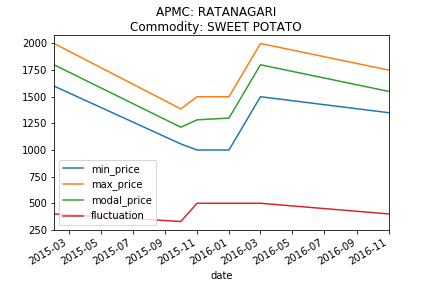 APMC: RATANAGARI
Commodity: SWEET POTATO
2000
1750
1500
1250
1000
750
500
250
min_price
max_price
modal_price
fluctuation
2015-03
2015-05
2015-07
2015-09
2015-11
2016-01
2016-03
2016-05
2016-07
2016-09
2016-11
date